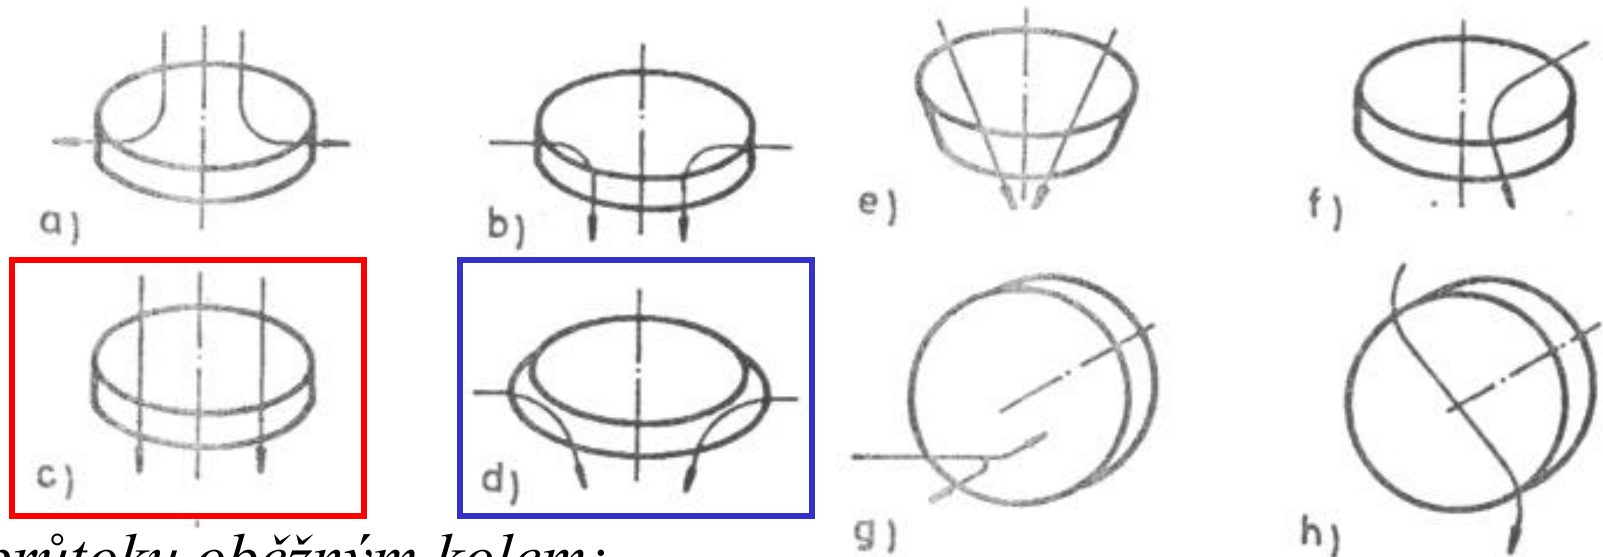 a)
b)
e)
f)
c)
d)
g)
h)
průtoku oběžným kolem: